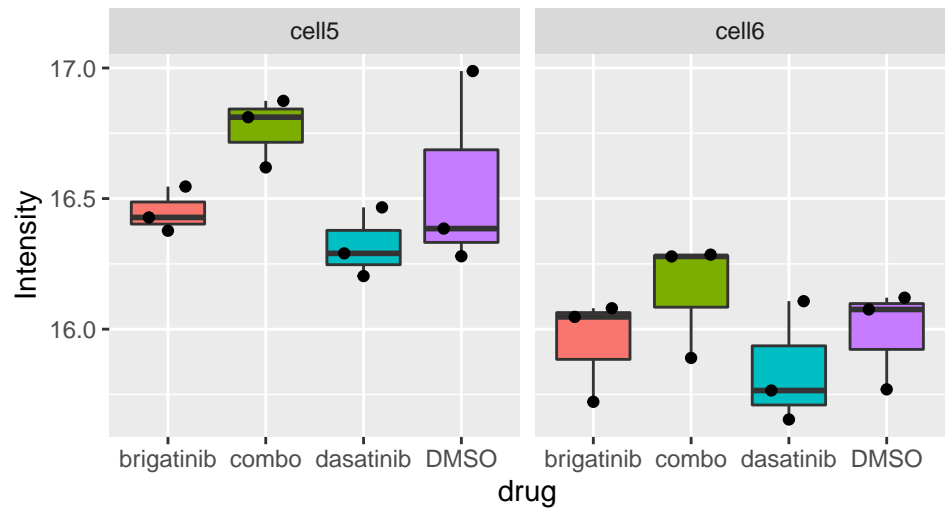 cell5 cell6
17.0
16.5
16.0
Intensity
brigatinib combo dasatinib DMSO brigatinib combo dasatinib DMSO
drug